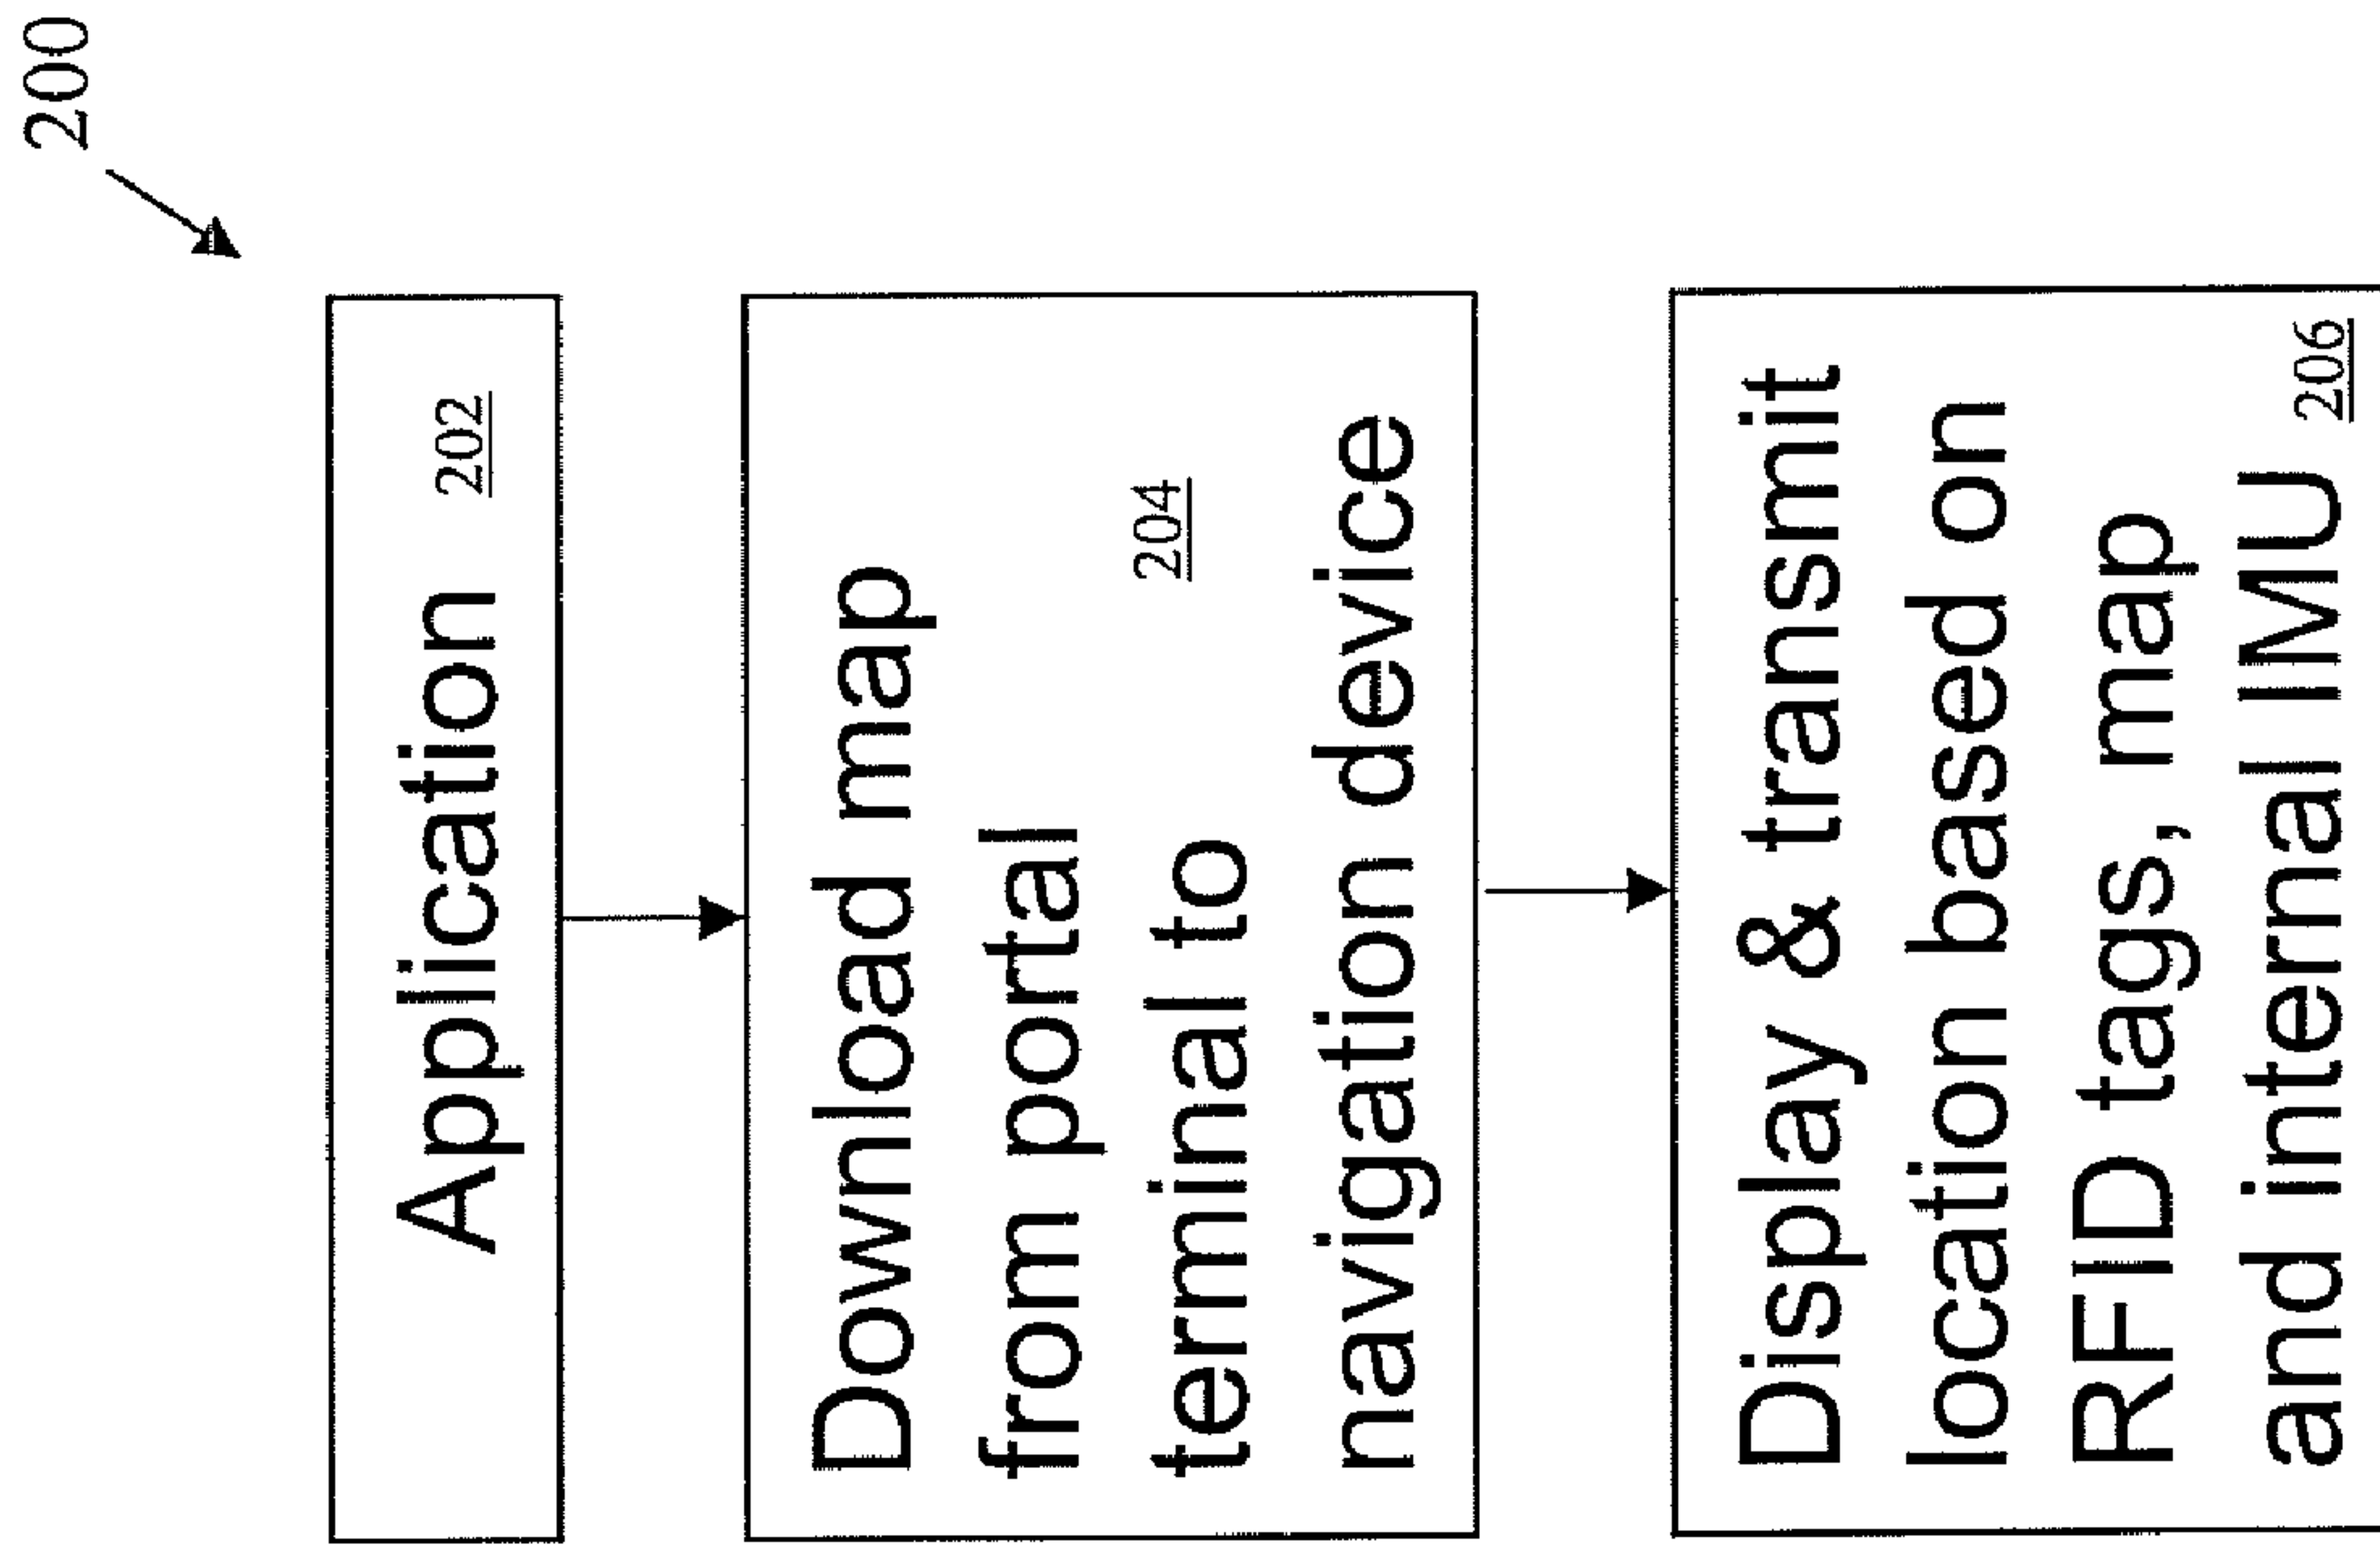 200
Application 202
Download map
from portal
terminal to 204
navigation device
Display & transmit
location based on
RFID tags, map
and internal IMU 206